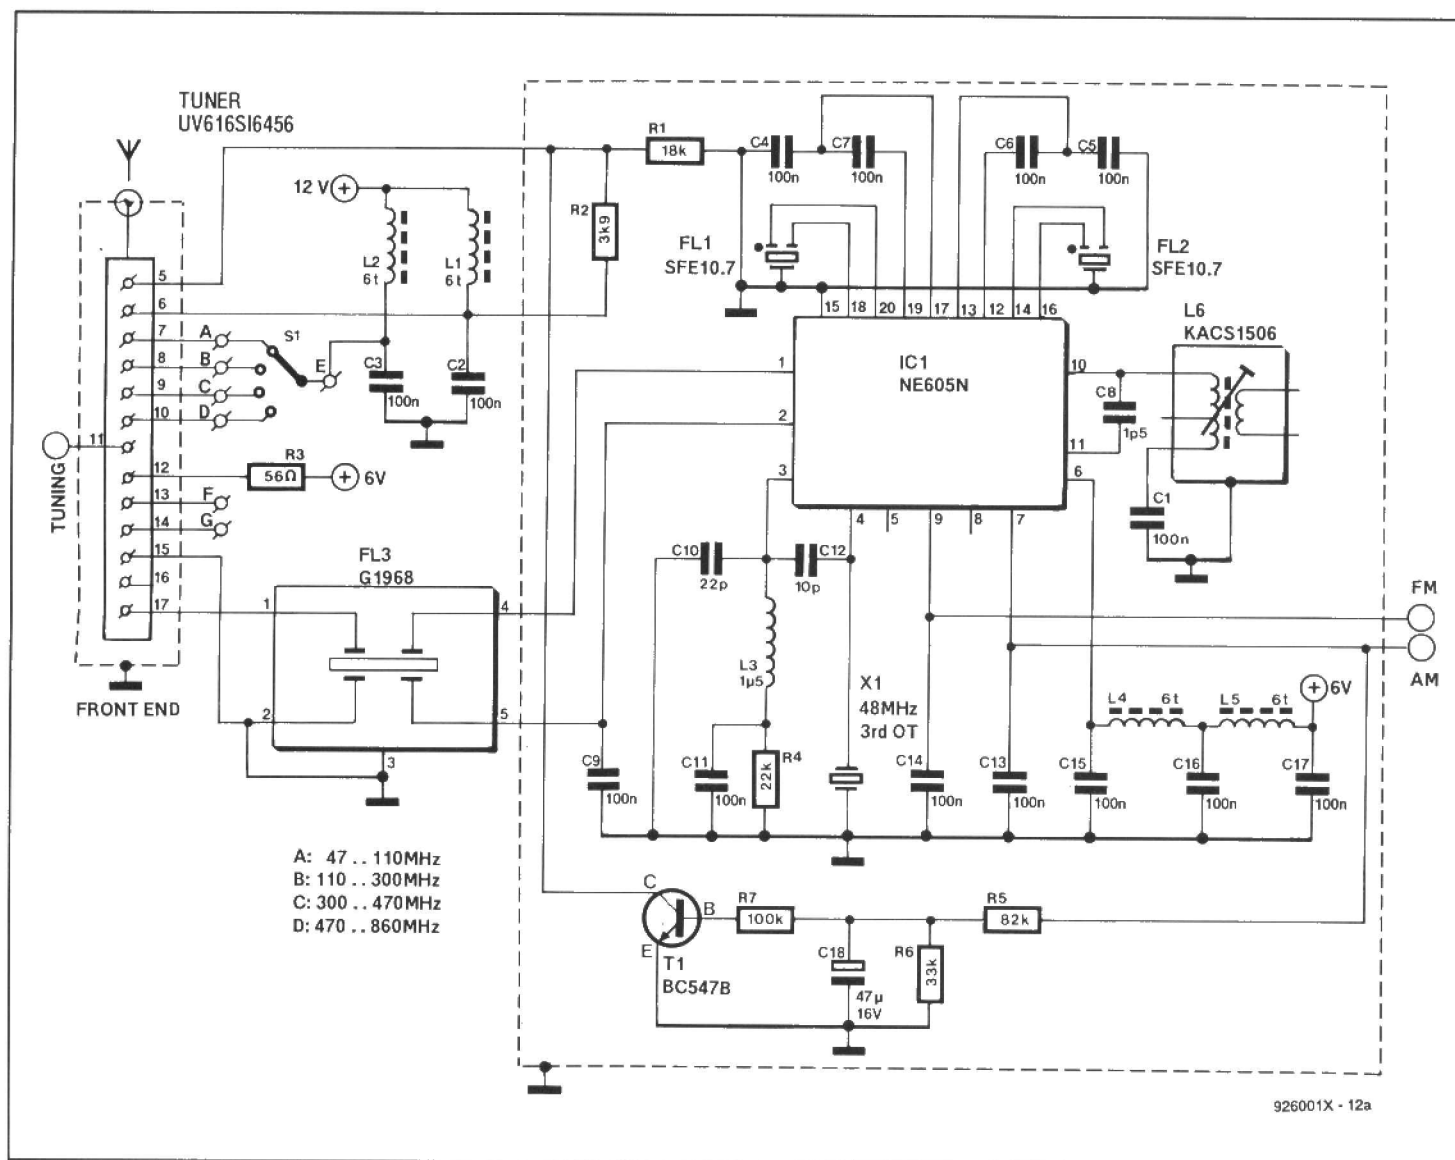 TUNER
UV616SI6456
R1
18k
C4
100n
C7
100n
C6
100n
C5
100n
12 V
R2
3k9
L2
6t
L1
6t
FL1
SFE10.7
FL2
SFE10.7
5
6
7
8
9
10
11
12
13
14
15
16
17
A
B
C
D
S1
E
C3
100n
C2
100n
15
18
20
19
17
13
12
14
16
IC1
NE605N
1
2
3
4
5
9
8
7
10
11
6
L6
KACS1506
C8
1p5
C1
100n
TUNING
R3
56Ω
6V
F
G
FRONT END
FL3
G1968
1
4
2
5
3
C10
22p
C12
10p
L3
1µ5
X1
48MHz
3rd OT
FM
AM
L4
6t
L5
6t
6V
C9
100n
C11
100n
R4
22k
C14
100n
C13
100n
C15
100n
C16
100n
C17
100n
A: 47 .. 110MHz
B: 110 .. 300MHz
C: 300 .. 470MHz
D: 470 .. 860MHz
C
B
E
T1
BC547B
R7
100k
R5
82k
C18
47µ
16V
R6
33k
926001X - 12a